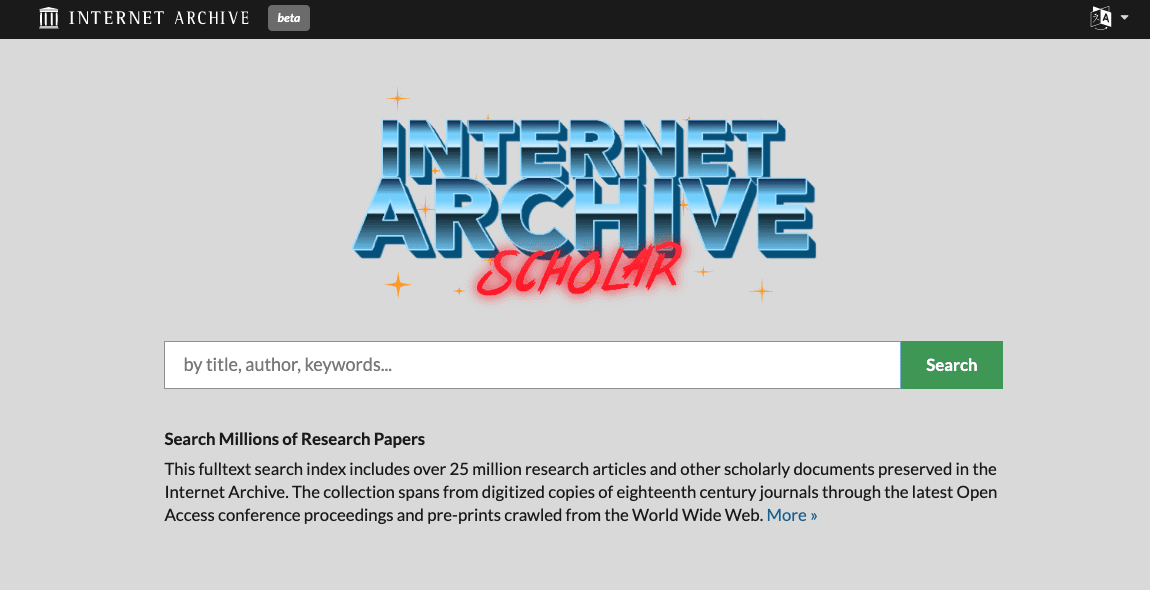 INTERNET ARCHIVE beta
INTERNET
ARCHIVE
SCHOLAR
by title, author, keywords... Search
Search Millions of Research Papers
This fulltext search index includes over 25 million research articles and other scholarly documents preserved in the
Internet Archive. The collection spans from digitized copies of eighteenth century journals through the latest Open
Access conference proceedings and pre-prints crawled from the World Wide Web. More »